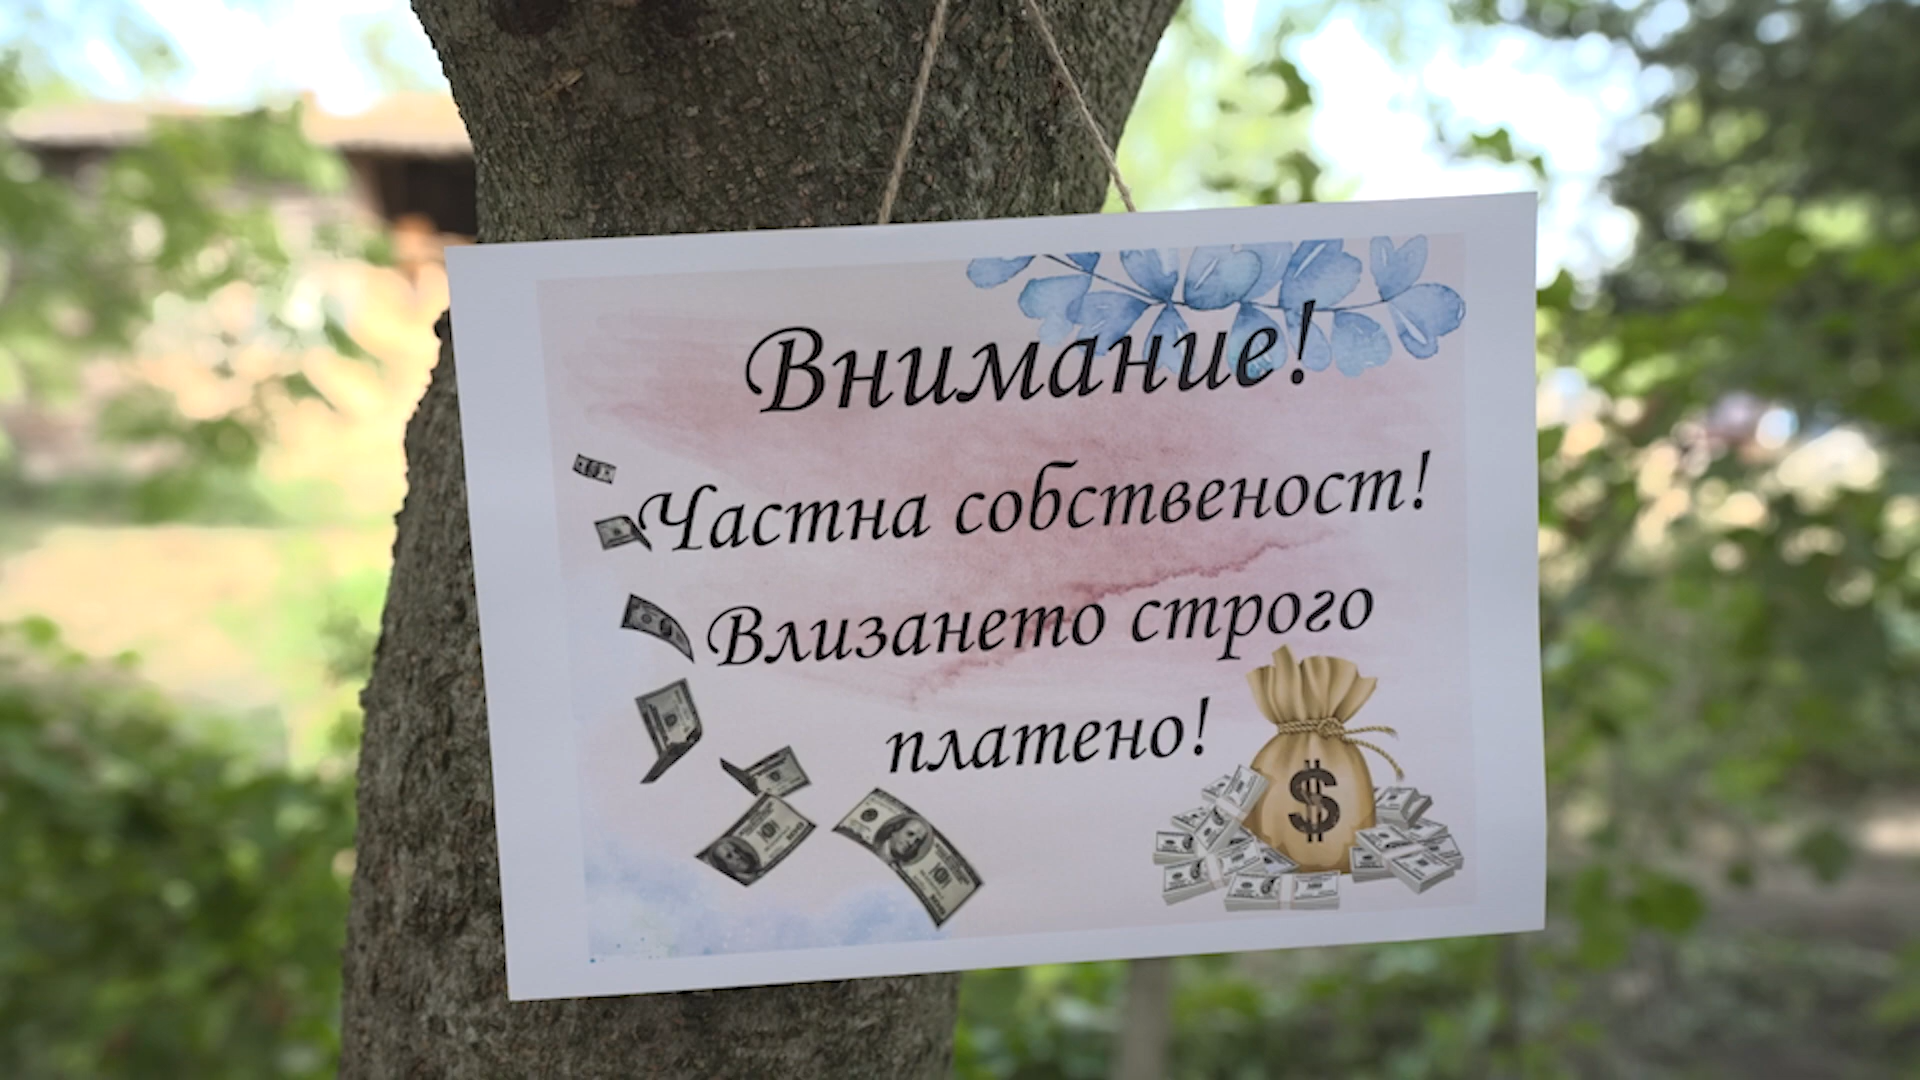 Внимание!
Частна собственост!
Влизането строго
платено!
$